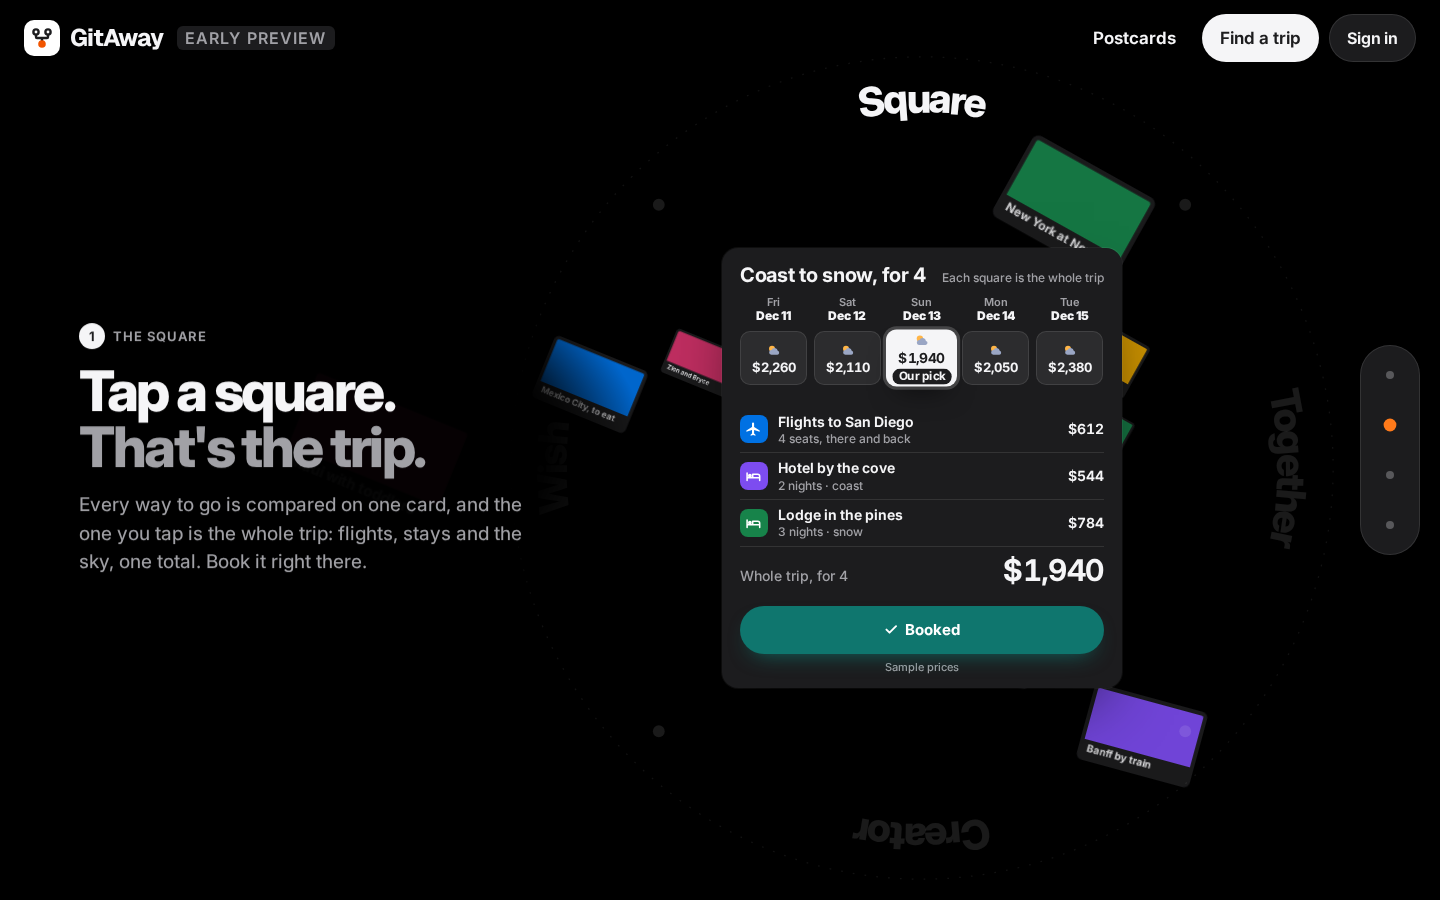 GitAway EARLY PREVIEW
Postcards
Find a trip
Sign in
Square
New York at Ne
Mexico City, to eat
Zion and Bryce
Wish
Together
Creator
Banff by train
1 THE SQUARE
Tap a square.
That's the trip.
Every way to go is compared on one card, and the
one you tap is the whole trip: flights, stays and the
sky, one total. Book it right there.
Coast to snow, for 4 Each square is the whole trip
Fri Sat Sun Mon Tue
Dec 11 Dec 12 Dec 13 Dec 14 Dec 15
$2,260 $2,110 $1,940 $2,050 $2,380
Our pick
Flights to San Diego $612
4 seats, there and back
Hotel by the cove $544
2 nights · coast
Lodge in the pines $784
3 nights · snow
Whole trip, for 4 $1,940
Booked
Sample prices